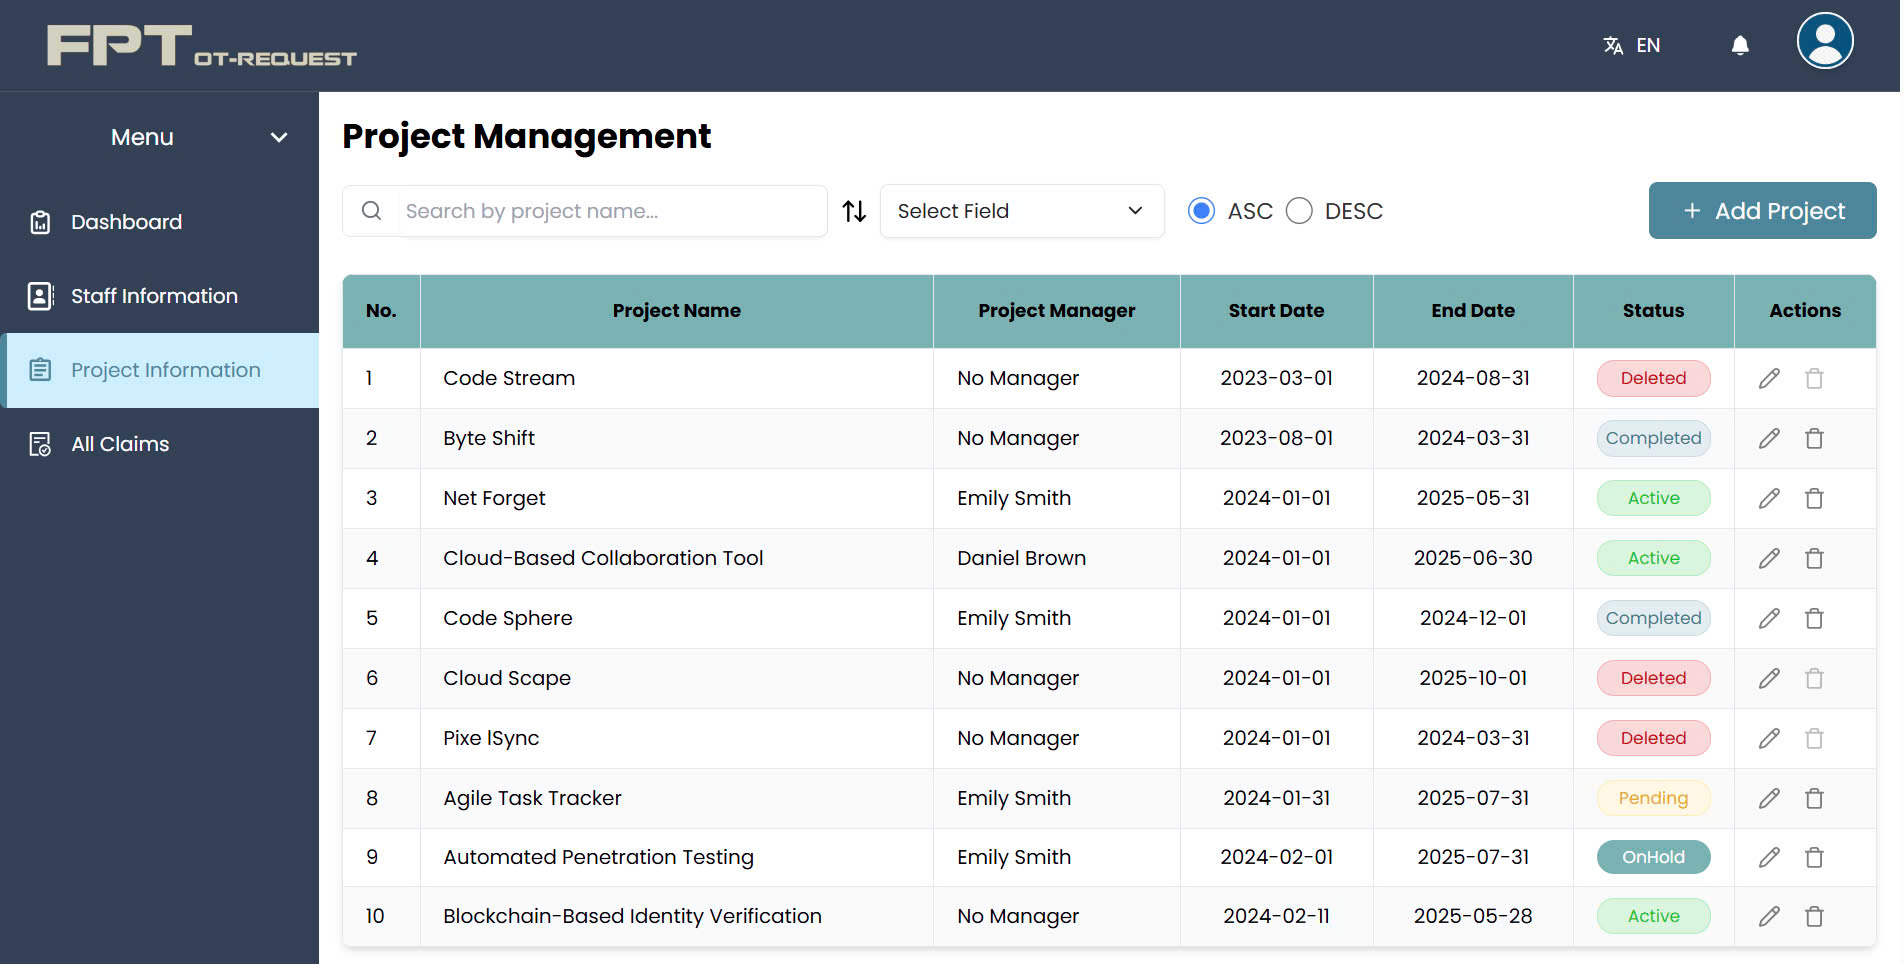 FPT OT-REQUEST
EN
Menu
Dashboard
Staff Information
Project Information
All Claims
Project Management
Search by project name...
Select Field
ASC DESC
+ Add Project
No. Project Name Project Manager Start Date End Date Status Actions
1 Code Stream No Manager 2023-03-01 2024-08-31 Deleted
2 Byte Shift No Manager 2023-08-01 2024-03-31 Completed
3 Net Forget Emily Smith 2024-01-01 2025-05-31 Active
4 Cloud-Based Collaboration Tool Daniel Brown 2024-01-01 2025-06-30 Active
5 Code Sphere Emily Smith 2024-01-01 2024-12-01 Completed
6 Cloud Scape No Manager 2024-01-01 2025-10-01 Deleted
7 Pixe lSync No Manager 2024-01-01 2024-03-31 Deleted
8 Agile Task Tracker Emily Smith 2024-01-31 2025-07-31 Pending
9 Automated Penetration Testing Emily Smith 2024-02-01 2025-07-31 OnHold
10 Blockchain-Based Identity Verification No Manager 2024-02-11 2025-05-28 Active